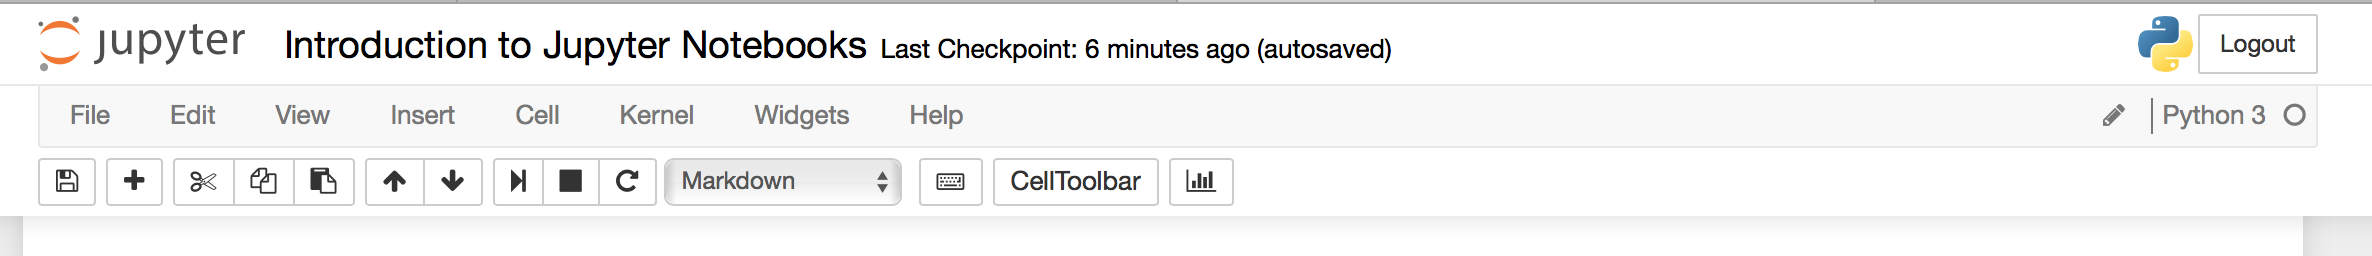 jupyter Introduction to Jupyter Notebooks Last Checkpoint: 6 minutes ago (autosaved) Logout
File Edit View Insert Cell Kernel Widgets Help Python 3
Markdown CellToolbar